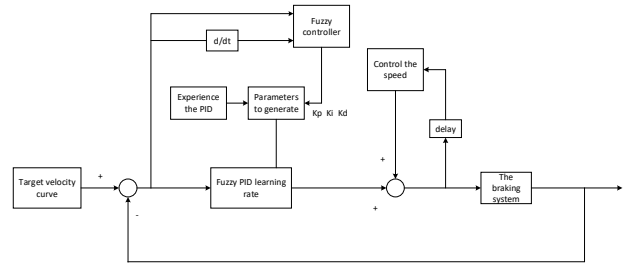 Fuzzy
controller
d/dt
Control the
speed
Experience
the PID
Parameters
to generate
Kp Ki Kd
delay
+
+
Target velocity
curve
Fuzzy PID learning
rate
The
braking
system
+
-